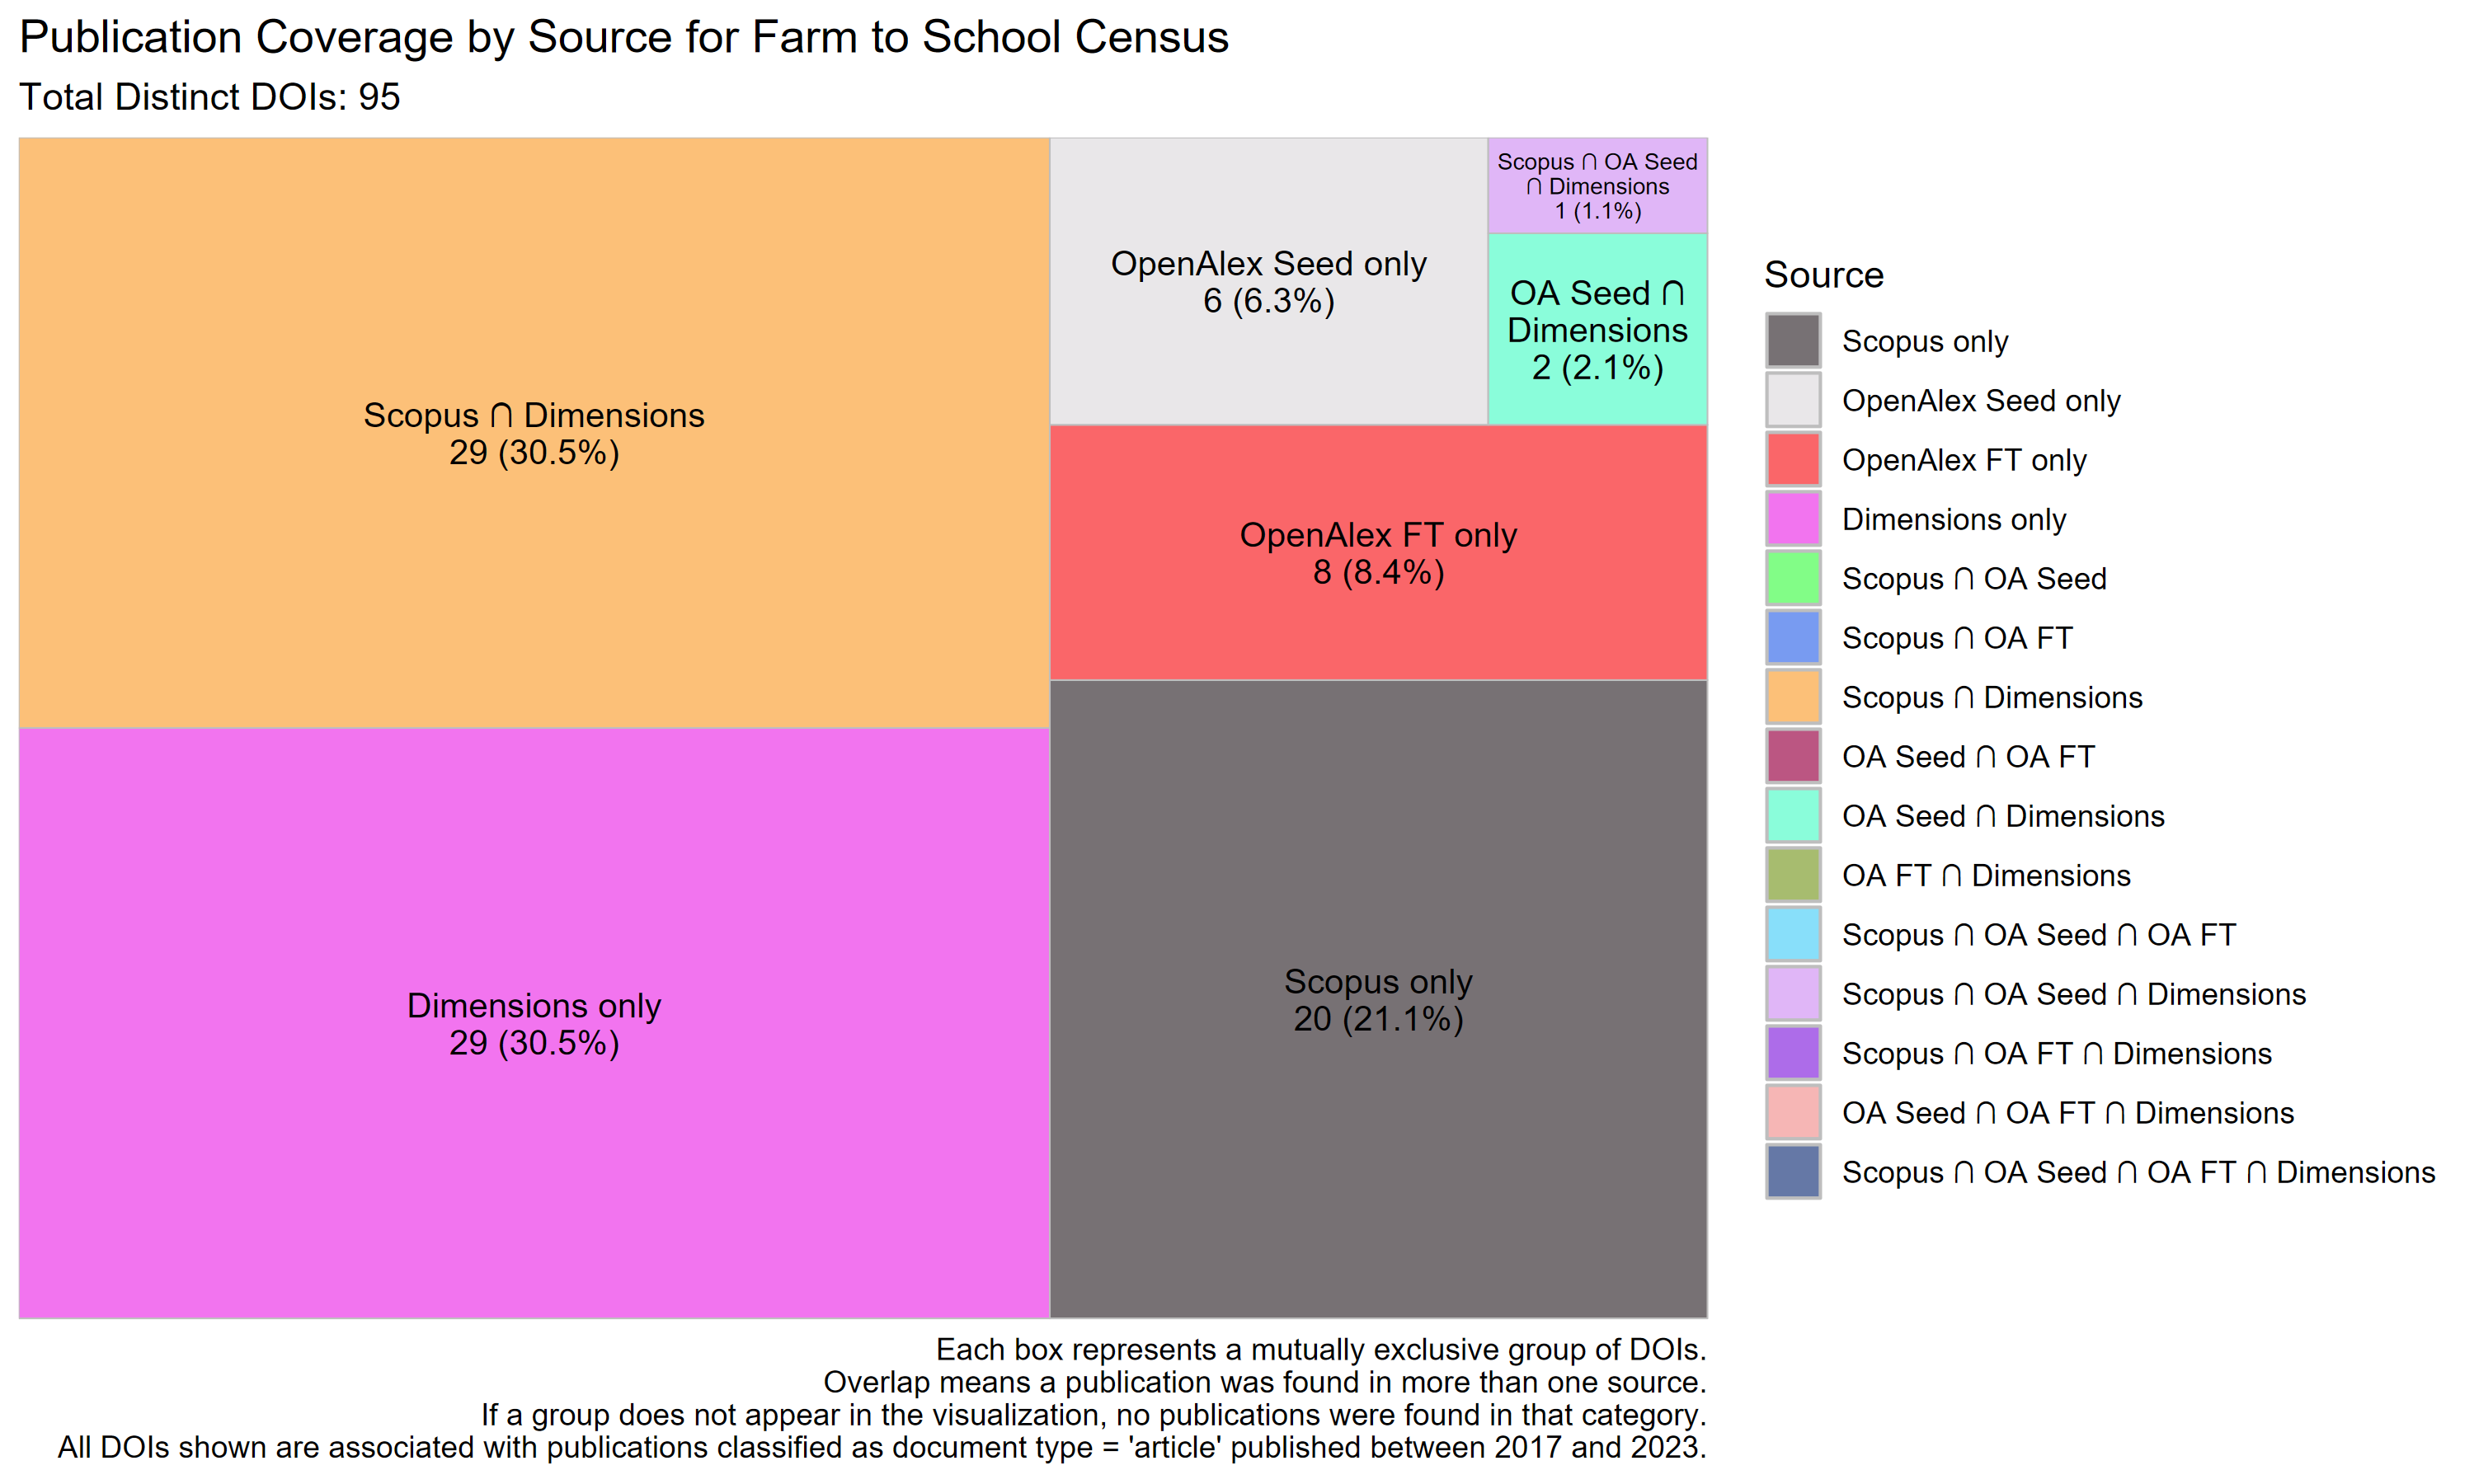 Publication Coverage by Source for Farm to School Census
Total Distinct DOIs: 95
Scopus ∩ Dimensions
29 (30.5%)
Dimensions only
29 (30.5%)
OpenAlex Seed only
6 (6.3%)
Scopus ∩ OA Seed
∩ Dimensions
1 (1.1%)
OA Seed ∩
Dimensions
2 (2.1%)
OpenAlex FT only
8 (8.4%)
Scopus only
20 (21.1%)
Source
Scopus only
OpenAlex Seed only
OpenAlex FT only
Dimensions only
Scopus ∩ OA Seed
Scopus ∩ OA FT
Scopus ∩ Dimensions
OA Seed ∩ OA FT
OA Seed ∩ Dimensions
OA FT ∩ Dimensions
Scopus ∩ OA Seed ∩ OA FT
Scopus ∩ OA Seed ∩ Dimensions
Scopus ∩ OA FT ∩ Dimensions
OA Seed ∩ OA FT ∩ Dimensions
Scopus ∩ OA Seed ∩ OA FT ∩ Dimensions
Each box represents a mutually exclusive group of DOIs.
Overlap means a publication was found in more than one source.
If a group does not appear in the visualization, no publications were found in that category.
All DOIs shown are associated with publications classified as document type = 'article' published between 2017 and 2023.